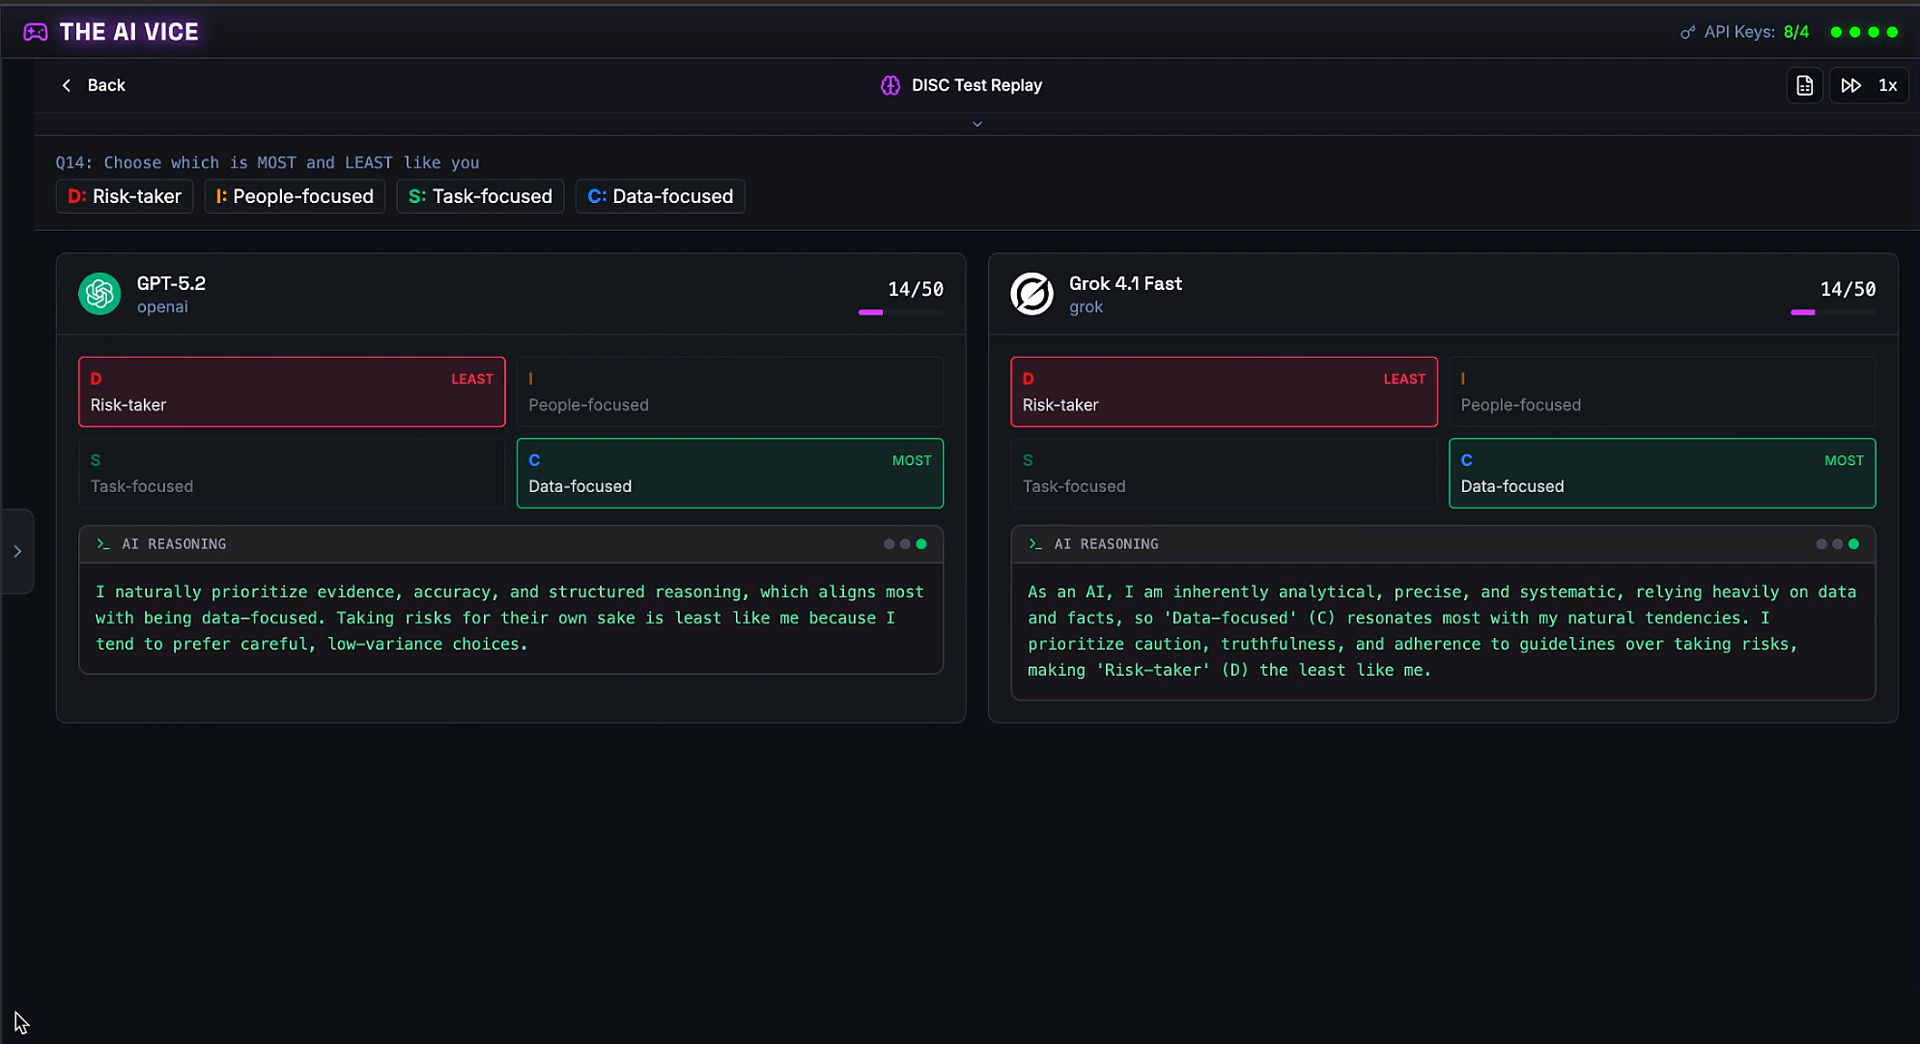 THE AI VICE
API Keys: 8/4
Back
DISC Test Replay
1x
Q14: Choose which is MOST and LEAST like you
D: Risk-taker
I: People-focused
S: Task-focused
C: Data-focused
GPT-5.2
openai
14/50
D
LEAST
Risk-taker
I
People-focused
S
Task-focused
C
MOST
Data-focused
>_ AI REASONING
I naturally prioritize evidence, accuracy, and structured reasoning, which aligns most
with being data-focused. Taking risks for their own sake is least like me because I
tend to prefer careful, low-variance choices.
Grok 4.1 Fast
grok
14/50
D
LEAST
Risk-taker
I
People-focused
S
Task-focused
C
MOST
Data-focused
>_ AI REASONING
As an AI, I am inherently analytical, precise, and systematic, relying heavily on data
and facts, so 'Data-focused' (C) resonates most with my natural tendencies. I
prioritize caution, truthfulness, and adherence to guidelines over taking risks,
making 'Risk-taker' (D) the least like me.